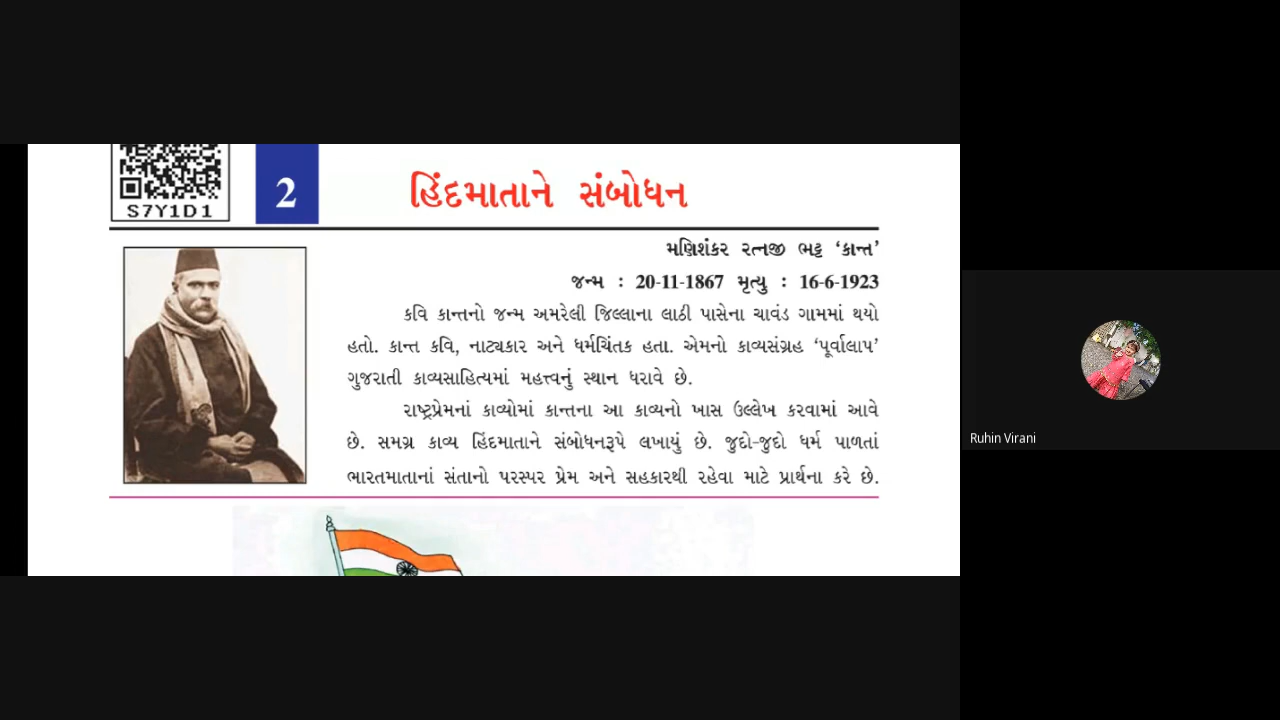 S7Y1D1
2
હિંદમાતાને સંબોધન
મણિશંકર રત્નજી ભટ્ટ ‘કાન્ત’
જન્મ : 20-11-1867 મૃત્યુ : 16-6-1923
કવિ કાન્તનો જન્મ અમરેલી જિલ્લાના લાઠી પાસેના ચાવંડ ગામમાં થયો
હતો. કાન્ત કવિ, નાટ્યકાર અને ધર્મચિંતક હતા. એમનો કાવ્યસંગ્રહ ‘પૂર્વાલાપ’
ગુજરાતી કાવ્યસાહિત્યમાં મહત્ત્વનું સ્થાન ધરાવે છે.
રાષ્ટ્રપ્રેમનાં કાવ્યોમાં કાન્તના આ કાવ્યનો ખાસ ઉલ્લેખ કરવામાં આવે
છે. સમગ્ર કાવ્ય હિંદમાતાને સંબોધનરૂપે લખાયું છે. જુદો-જુદો ધર્મ પાળતાં
ભારતમાતાનાં સંતાનો પરસ્પર પ્રેમ અને સહકારથી રહેવા માટે પ્રાર્થના કરે છે.
Ruhin Virani